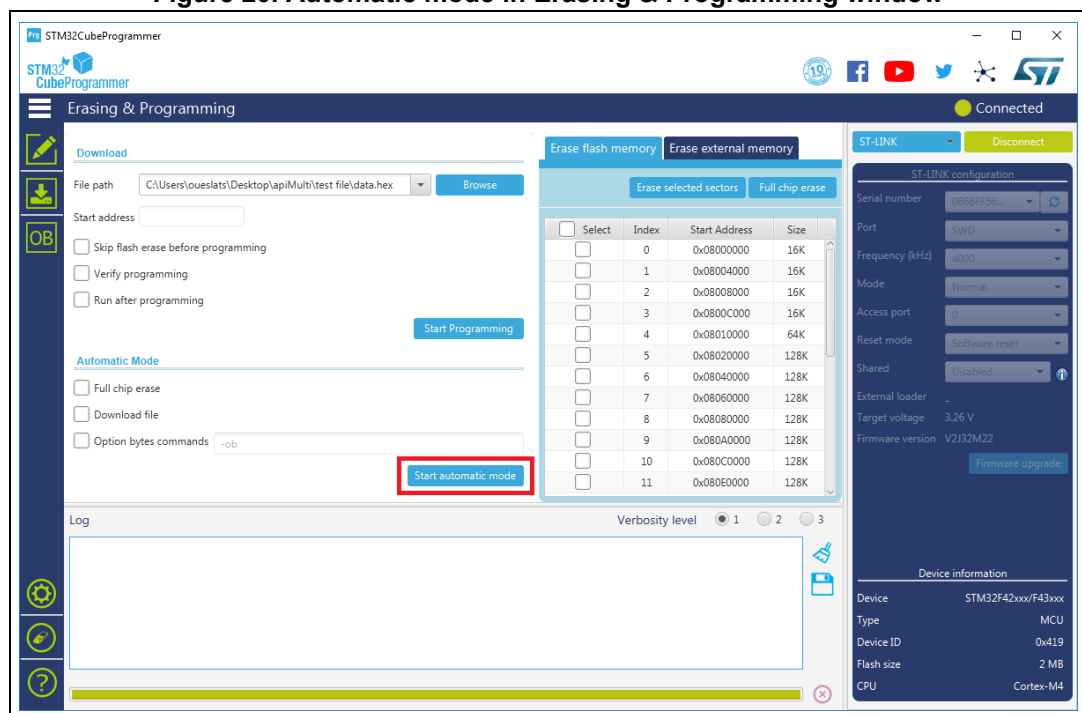 Figure 20. Automatic mode in Erasing & Programming window
Prg STM32CubeProgrammer
STM32
CubeProgrammer
10
Erasing & Programming
Connected
Download
File path C:\Users\oueslats\Desktop\apiMulti\test file\data.hex Browse
Start address
Skip flash erase before programming
Verify programming
Run after programming
Start Programming
Automatic Mode
Full chip erase
Download file
Option bytes commands -ob
Start automatic mode
OB
Erase flash memory Erase external memory
Erase selected sectors Full chip erase
Select Index Start Address Size
0 0x08000000 16K
1 0x08004000 16K
2 0x08008000 16K
3 0x0800C000 16K
4 0x08010000 64K
5 0x08020000 128K
6 0x08040000 128K
7 0x08060000 128K
8 0x08080000 128K
9 0x080A0000 128K
10 0x080C0000 128K
11 0x080E0000 128K
Log Verbosity level 1 2 3
ST-LINK Disconnect
ST-LINK configuration
Serial number 0668FF56...
Port SWD
Frequency (kHz) 4000
Mode Normal
Access port 0
Reset mode Software reset
Shared Disabled
External loader _
Target voltage 3.26 V
Firmware version V2J32M22
Firmware upgrade
Device information
Device STM32F42xxx/F43xxx
Type MCU
Device ID 0x419
Flash size 2 MB
CPU Cortex-M4